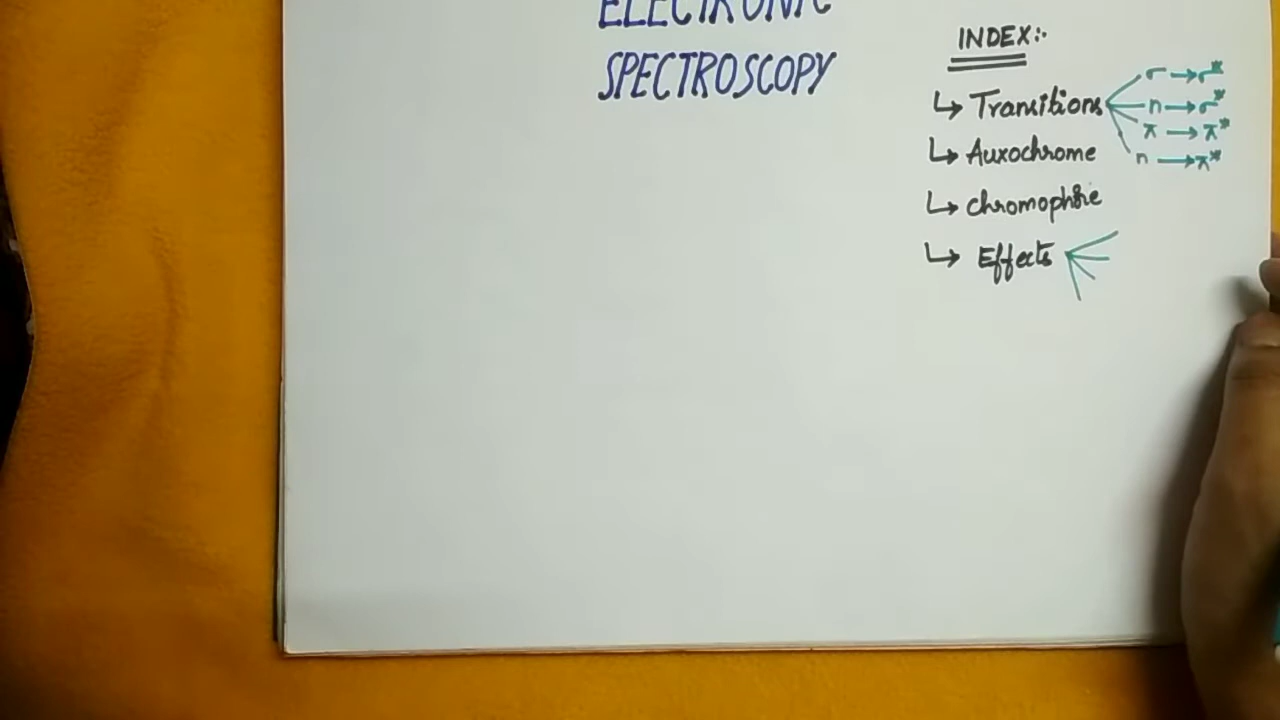 ELECTRONIC
SPECTROSCOPY
INDEX:-
↳ Transitions
σ → σ*
n → σ*
π → π*
n → π*
↳ Auxochrome
↳ chromophore
↳ Effects